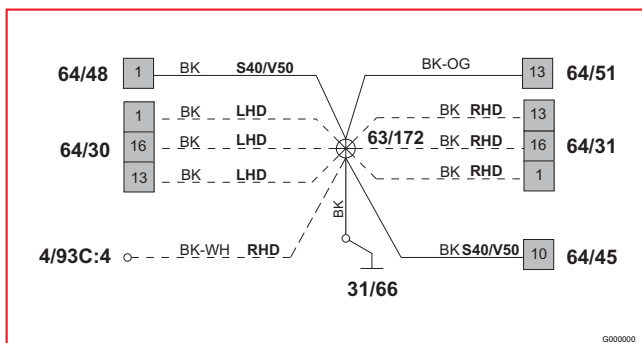 64/48 1 BK S40/V50 BK-OG 13 64/51
1 BK LHD BK RHD 13
63/172
64/30 16 BK LHD BK RHD 16 64/31
13 BK LHD BK RHD 1
BK
4/93C:4 BK-WH RHD BK S40/V50 10 64/45
31/66
G000000